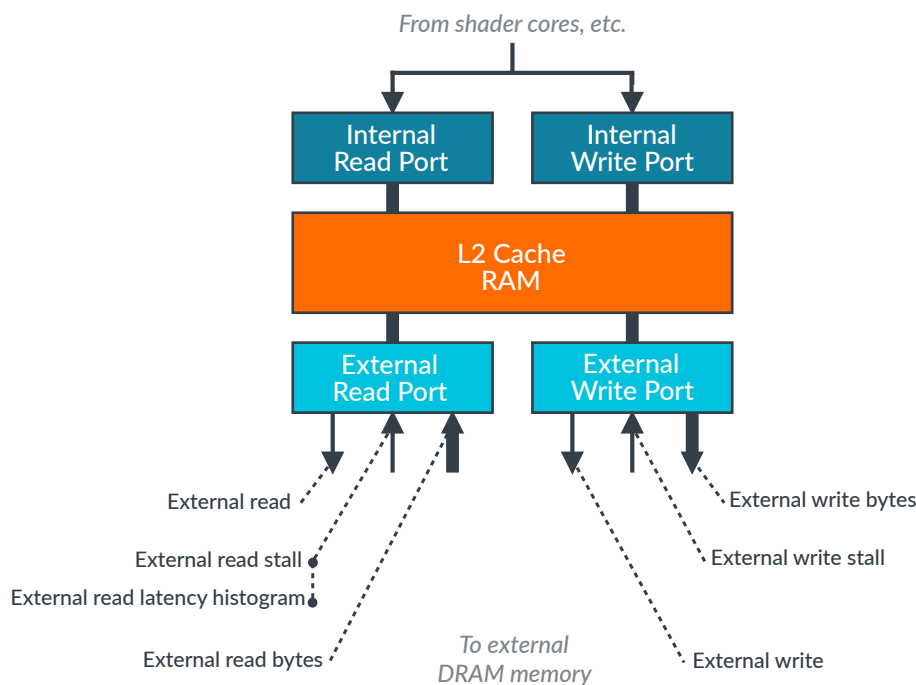 From shader cores, etc.
Internal
Read Port
Internal
Write Port
L2 Cache
RAM
External
Read Port
External
Write Port
External read
External write bytes
External read stall
External write stall
External read latency histogram
External read bytes
External write
To external
DRAM memory